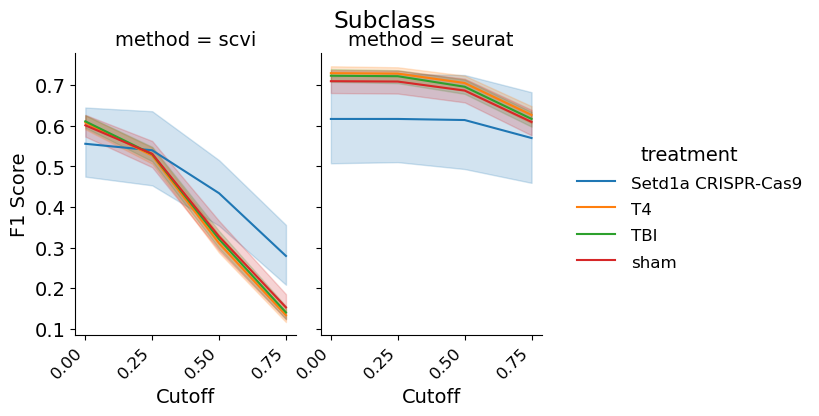 Subclass
method = scvi
method = seurat
F1 Score
0.7
0.6
0.5
0.4
0.3
0.2
0.1
0.00
0.25
0.50
0.75
Cutoff
0.00
0.25
0.50
0.75
Cutoff
treatment
Setd1a CRISPR-Cas9
T4
TBI
sham